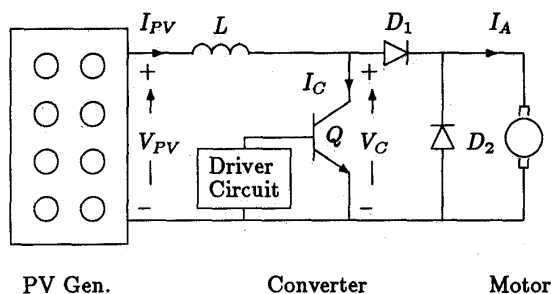 I_PV L D_1 I_A
+ I_C +
V_PV Q V_C D_2
Driver
Circuit
− −
PV Gen. Converter Motor